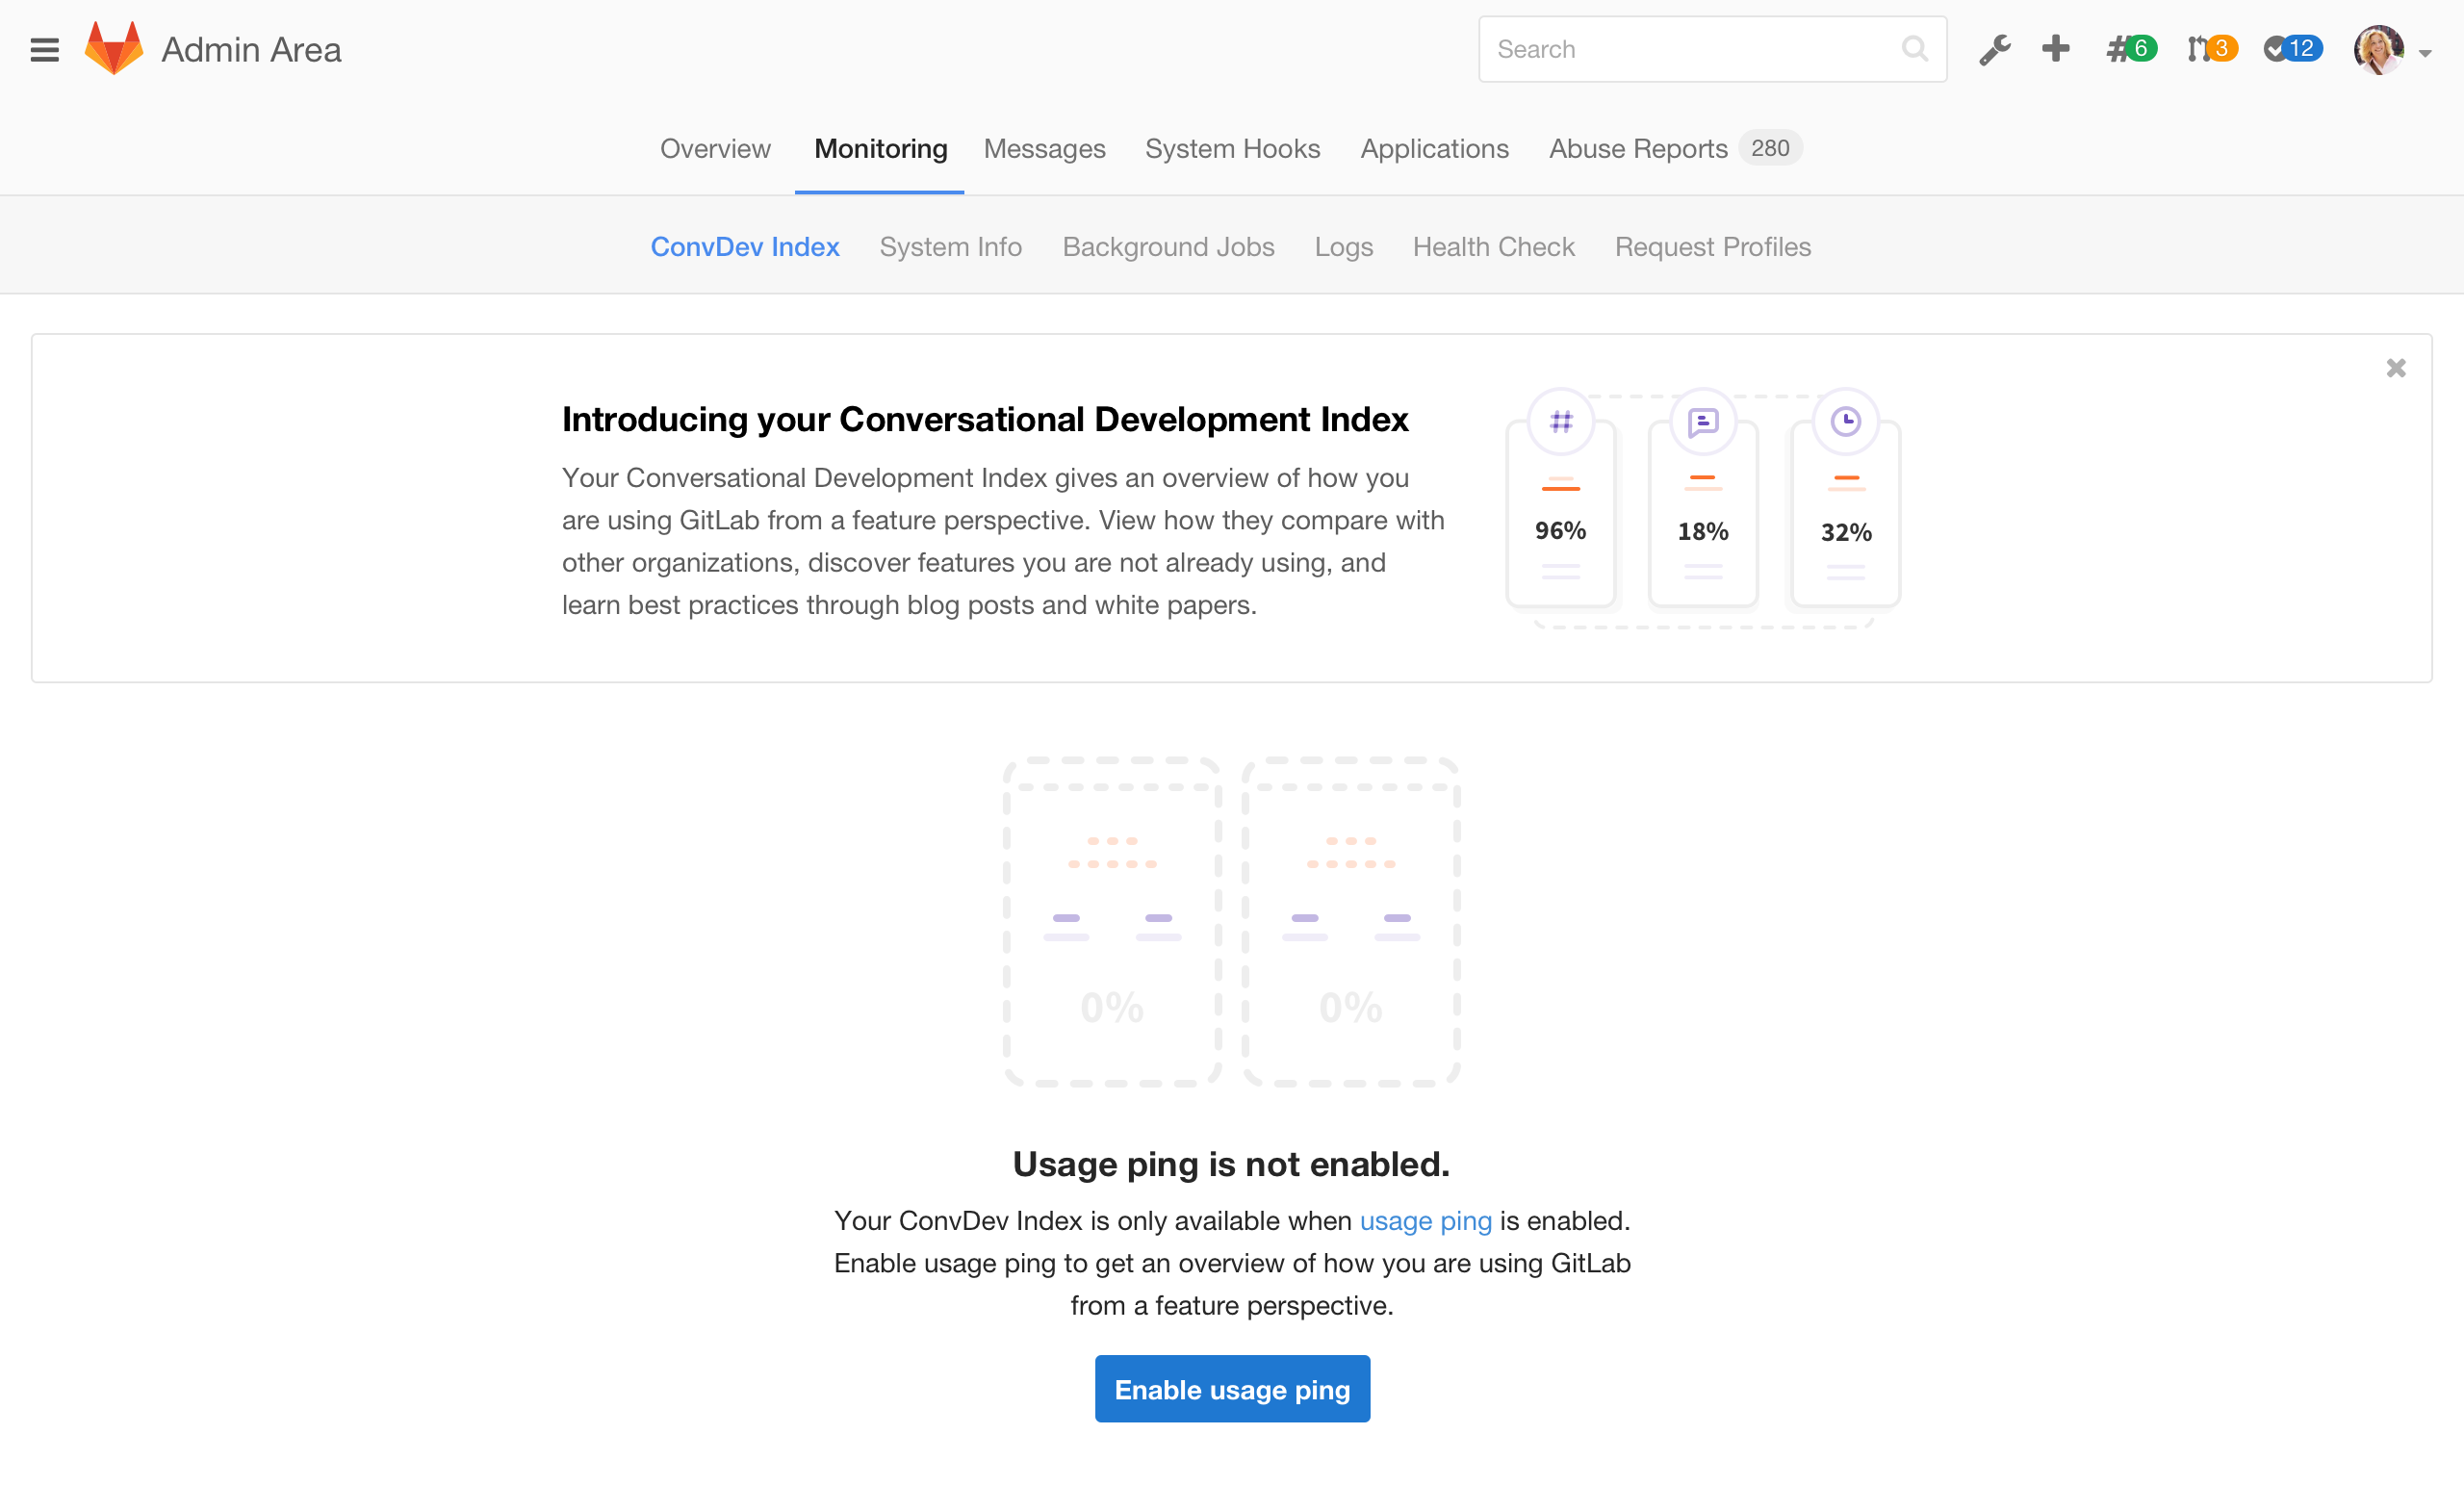 Admin Area
Search
6
3
12
Overview
Monitoring
Messages
System Hooks
Applications
Abuse Reports 280
ConvDev Index
System Info
Background Jobs
Logs
Health Check
Request Profiles
Introducing your Conversational Development Index
Your Conversational Development Index gives an overview of how you
are using GitLab from a feature perspective. View how they compare with
other organizations, discover features you are not already using, and
learn best practices through blog posts and white papers.
96%
18%
32%
0%
0%
Usage ping is not enabled.
Your ConvDev Index is only available when usage ping is enabled.
Enable usage ping to get an overview of how you are using GitLab
from a feature perspective.
Enable usage ping